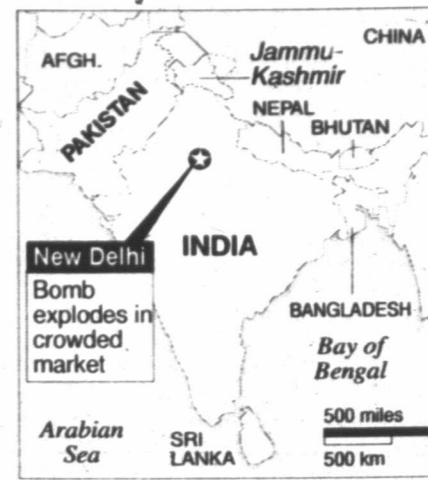 CHINA
AFGH.
Jammu-
Kashmir
PAKISTAN
NEPAL
BHUTAN
INDIA
New Delhi
Bomb
explodes in
crowded
market
BANGLADESH
Bay of
Bengal
Arabian
Sea
SRI
LANKA
500 miles
500 km